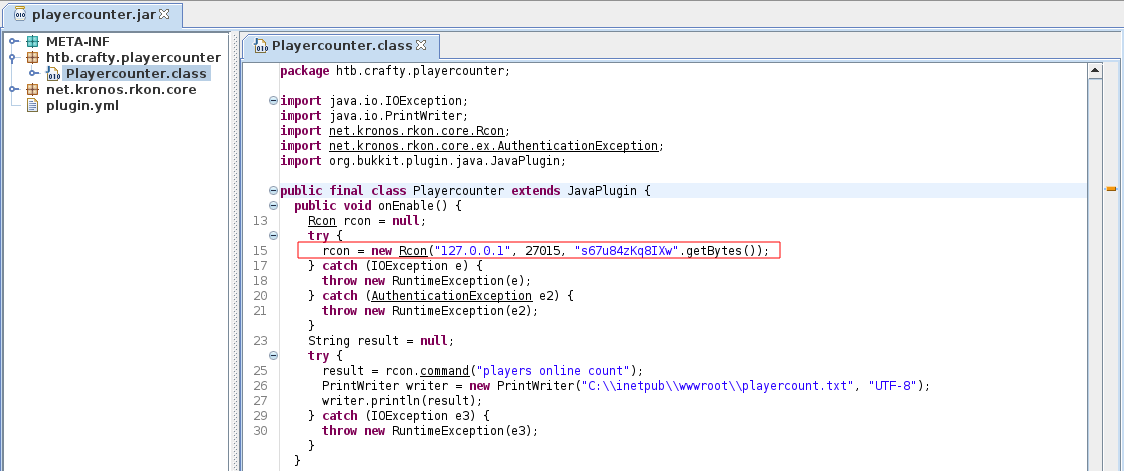 playercounter.jar
META-INF
htb.crafty.playercounter
Playercounter.class
net.kronos.rkon.core
plugin.yml
Playercounter.class
package htb.crafty.playercounter;
import java.io.IOException;
import java.io.PrintWriter;
import net.kronos.rkon.core.Rcon;
import net.kronos.rkon.core.ex.AuthenticationException;
import org.bukkit.plugin.java.JavaPlugin;
public final class Playercounter extends JavaPlugin {
public void onEnable() {
13 Rcon rcon = null;
try {
15 rcon = new Rcon("127.0.0.1", 27015, "s67u84zKq8IXw".getBytes());
17 } catch (IOException e) {
18 throw new RuntimeException(e);
20 } catch (AuthenticationException e2) {
21 throw new RuntimeException(e2);
}
23 String result = null;
try {
25 result = rcon.command("players online count");
26 PrintWriter writer = new PrintWriter("C:\\inetpub\\wwwroot\\playercount.txt", "UTF-8");
27 writer.println(result);
29 } catch (IOException e3) {
30 throw new RuntimeException(e3);
}
}